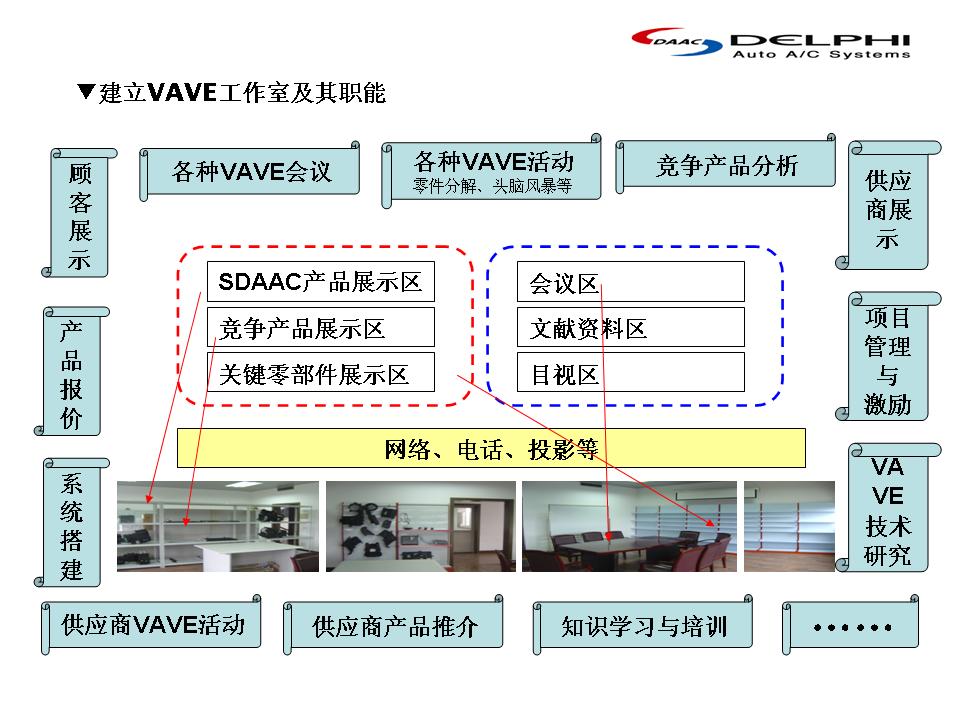 SDAAC DELPHI
Auto A/C Systems
▼建立VAVE工作室及其职能
顾
客
展
示
各种VAVE会议
各种VAVE活动
零件分解、头脑风暴等
竞争产品分析
供应
商展
示
SDAAC产品展示区
竞争产品展示区
关键零部件展示区
会议区
文献资料区
目视区
产
品
报
价
项目
管理
与
激励
网络、电话、投影等
系
统
搭
建
VA
VE
技术
研究
供应商VAVE活动
供应商产品推介
知识学习与培训
••••••